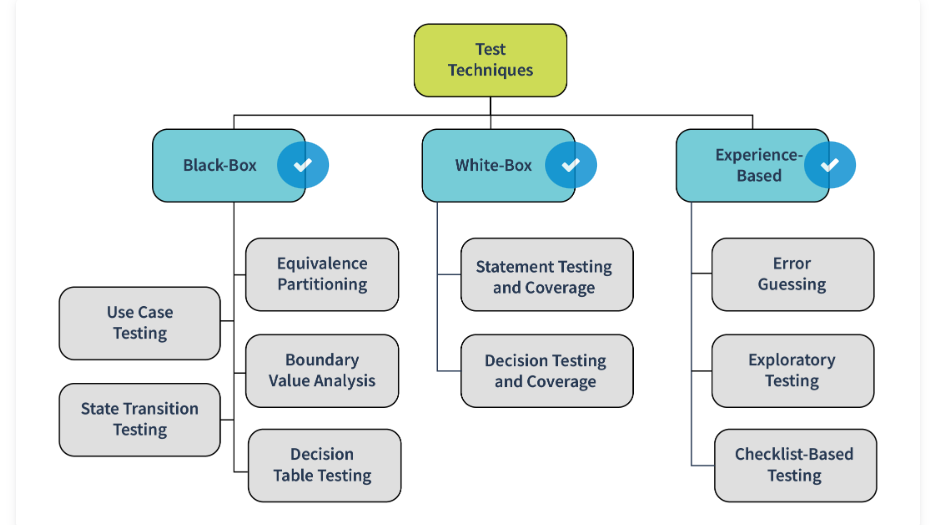 Test
Techniques
Black-Box
White-Box
Experience-
Based
Equivalence
Partitioning
Use Case
Testing
Boundary
Value Analysis
State Transition
Testing
Decision
Table Testing
Statement Testing
and Coverage
Decision Testing
and Coverage
Error
Guessing
Exploratory
Testing
Checklist-Based
Testing